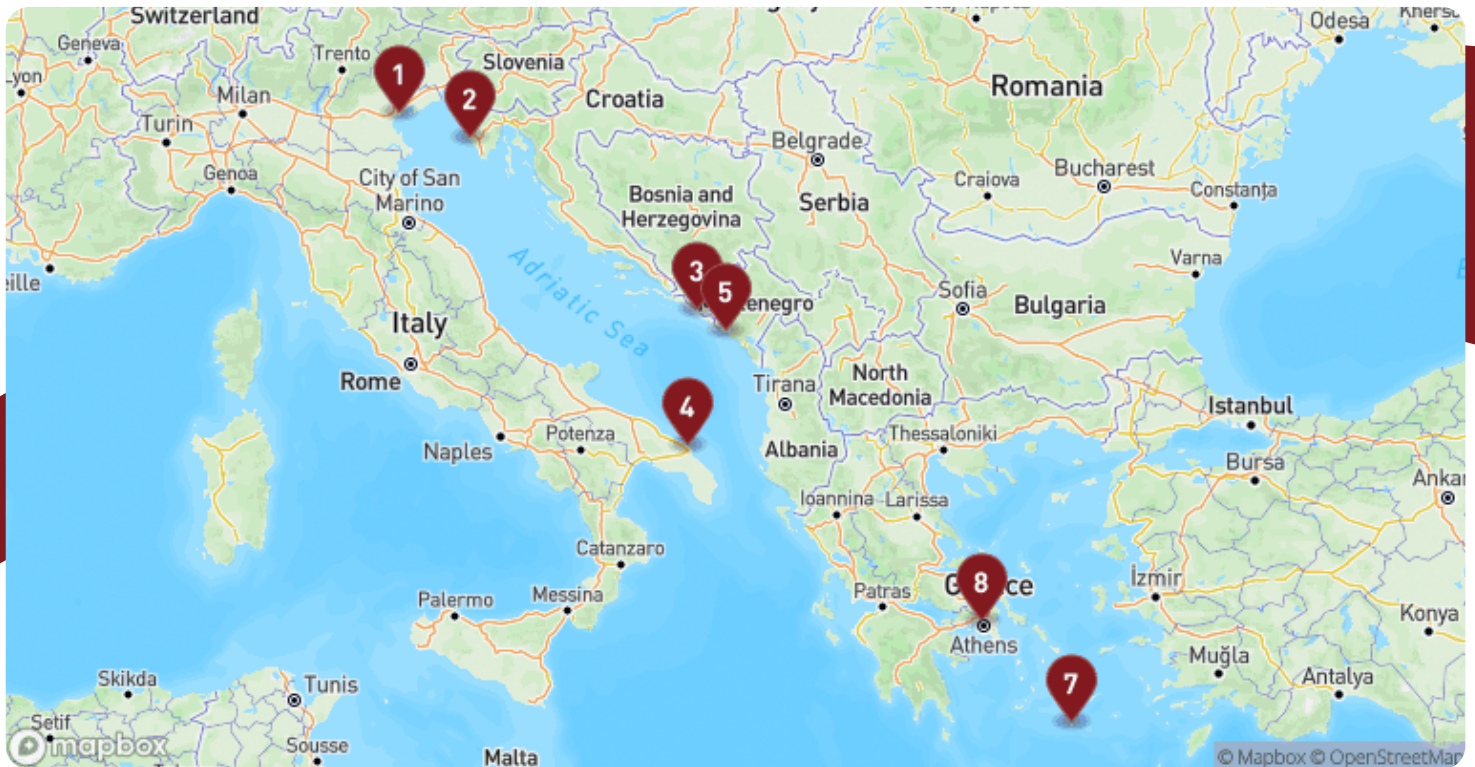 Switzerland
Geneva
Trento
Slovenia
Odesa
Lyon
Milan
Croatia
Romania
Turin
Belgrade
Genoa
City of San
Marino
Bosnia and
Herzegovina
Serbia
Craiova
Bucharest
Constanța
Varna
eille
Adriatic Sea
Sofia
Bulgaria
tenegro
Italy
Rome
Tirana
North
Macedonia
Istanbul
Naples
Potenza
Albania
Thessaloniki
Bursa
Ankar
Ioannina
Larissa
Catanzaro
Palermo
Messina
Patras
G
ce
İzmir
Konya
Athens
Muğla
Antalya
Skikda
Tunis
Setif
Sousse
Malta
1
2
3
5
4
8
7
mapbox
© Mapbox © OpenStreetMap